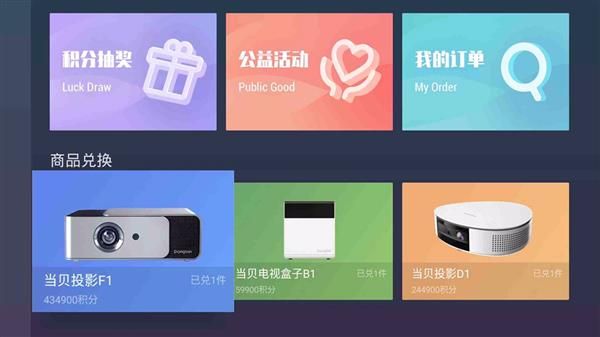 积分抽奖
Luck Draw
公益活动
Public Good
我的订单
My Order
商品兑换
当贝投影F1
已兑1件
434900积分
当贝电视盒子B1
已兑1件
59900积分
当贝投影D1
已兑1件
244900积分